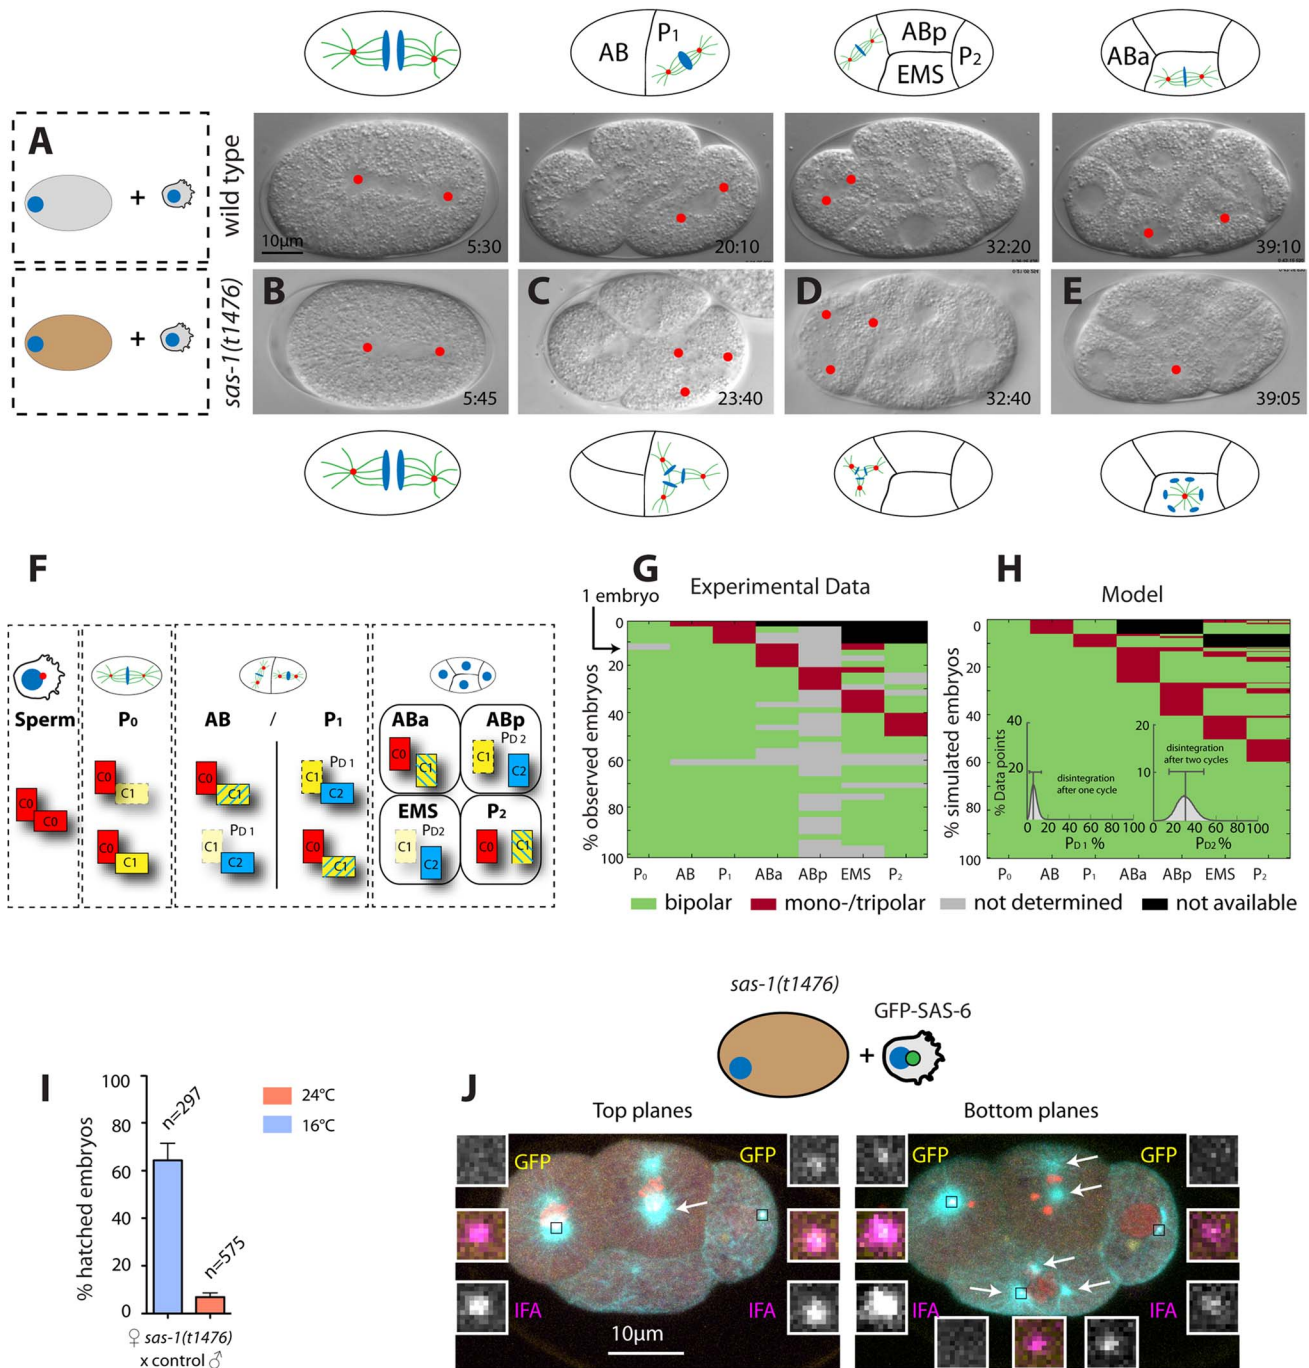 AB
P1
ABp
EMS
P2
ABa
A
wild type
10μm
5:30
20:10
32:20
39:10
sas-1(t1476)
B
5:45
C
23:40
D
32:40
E
39:05
F
Sperm
P0
AB / P1
ABa
ABp
EMS
P2
C0
C0
C0
C1
C0
C1
C0
C1
PD 1
C1
C2
C1
PD 1
C2
C0
C1
C0
C1
PD 2
C1
C2
PD2
C1
C2
C0
C1
G
Experimental Data
1 embryo
% observed embryos
0
20
40
60
80
100
P0 AB P1 ABa ABp EMS P2
H
Model
% simulated embryos
0
20
40
60
80
100
40
20
% Data points
disintegration
after one cycle
0 20 40 60 80 100
PD 1 %
20
10
disintegration
after two cycles
0 20 40 60 80 100
PD2 %
P0 AB P1 ABa ABp EMS P2
bipolar mono-/tripolar not determined not available
I
% hatched embryos
100
80
60
40
20
0
n=297
n=575
24°C
16°C
♀ sas-1(t1476)
x control ♂
sas-1(t1476)
GFP-SAS-6
+
J
Top planes
Bottom planes
GFP
GFP
IFA
IFA
10μm
GFP
GFP
IFA
IFA